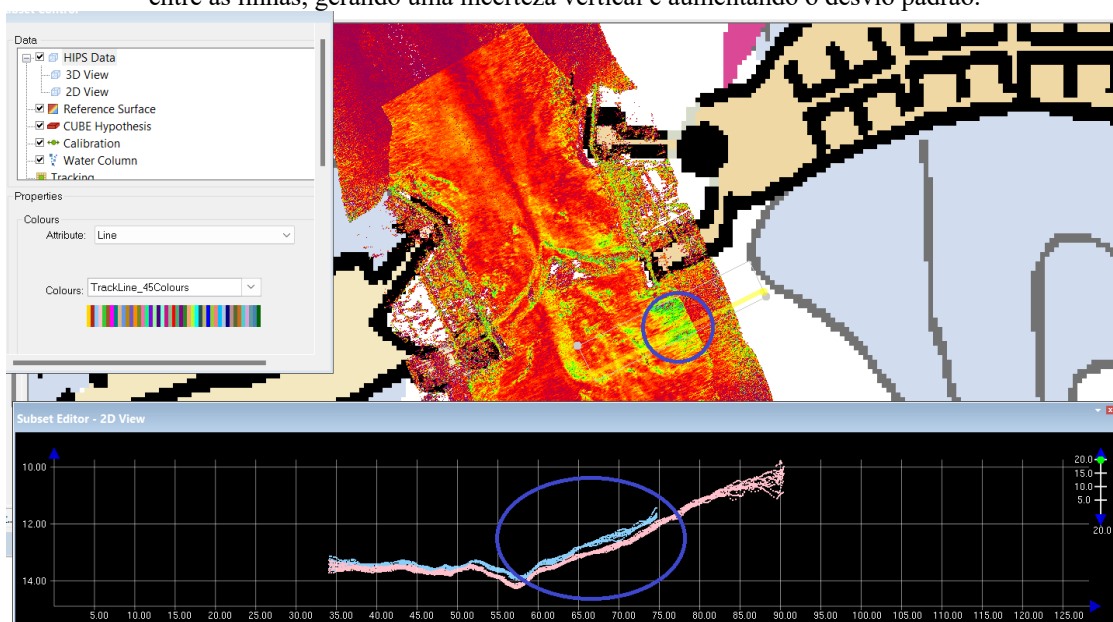 entre as linhas, gerando uma incerteza vertical e aumentando o desvio padrão.
Data
HIPS Data
3D View
2D View
Reference Surface
CUBE Hypothesis
Calibration
Water Column
Tracking
Properties
Colours
Attribute: Line
Colours: TrackLine_45Colours
Subset Editor - 2D View
10.00
12.00
14.00
20.0
15.0
10.0
5.0
20.0
5.00 10.00 15.00 20.00 25.00 30.00 35.00 40.00 45.00 50.00 55.00 60.00 65.00 70.00 75.00 80.00 85.00 90.00 95.00 100.00 105.00 110.00 115.00 120.00 125.00